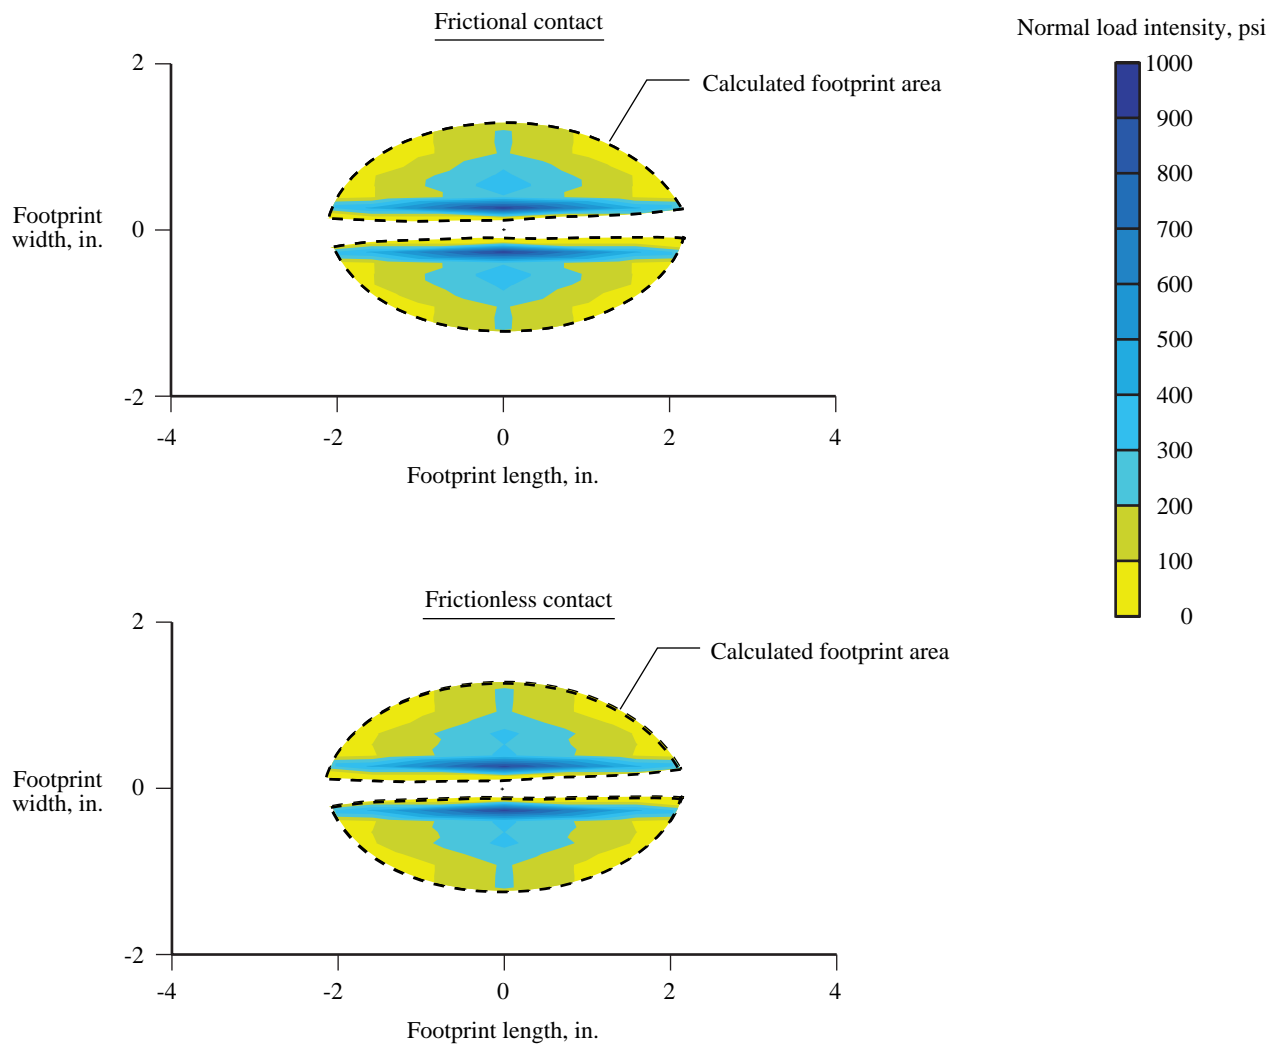 Frictional contact
Normal load intensity, psi
2
Calculated footprint area
Footprint
width, in.
0
-2
-4
-2
0
2
4
Footprint length, in.
1000
900
800
700
600
500
400
300
200
100
0
Frictionless contact
2
Calculated footprint area
Footprint
width, in.
0
-2
-4
-2
0
2
4
Footprint length, in.